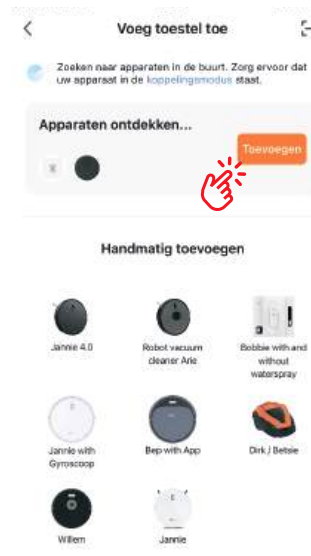 Voeg toestel toe
Zoeken naar apparaten in de buurt. Zorg ervoor dat
uw apparaat in de koppelingsmodus staat.
Apparaten ontdekken...
Toevoegen
Handmatig toevoegen
Jannie 4.0
Robot vacuum
cleaner Arie
Bobbie with and
without
waterspray
Jannie with
Gyroscoop
Bep with App
Dirk / Betsie
Willem
Jannie